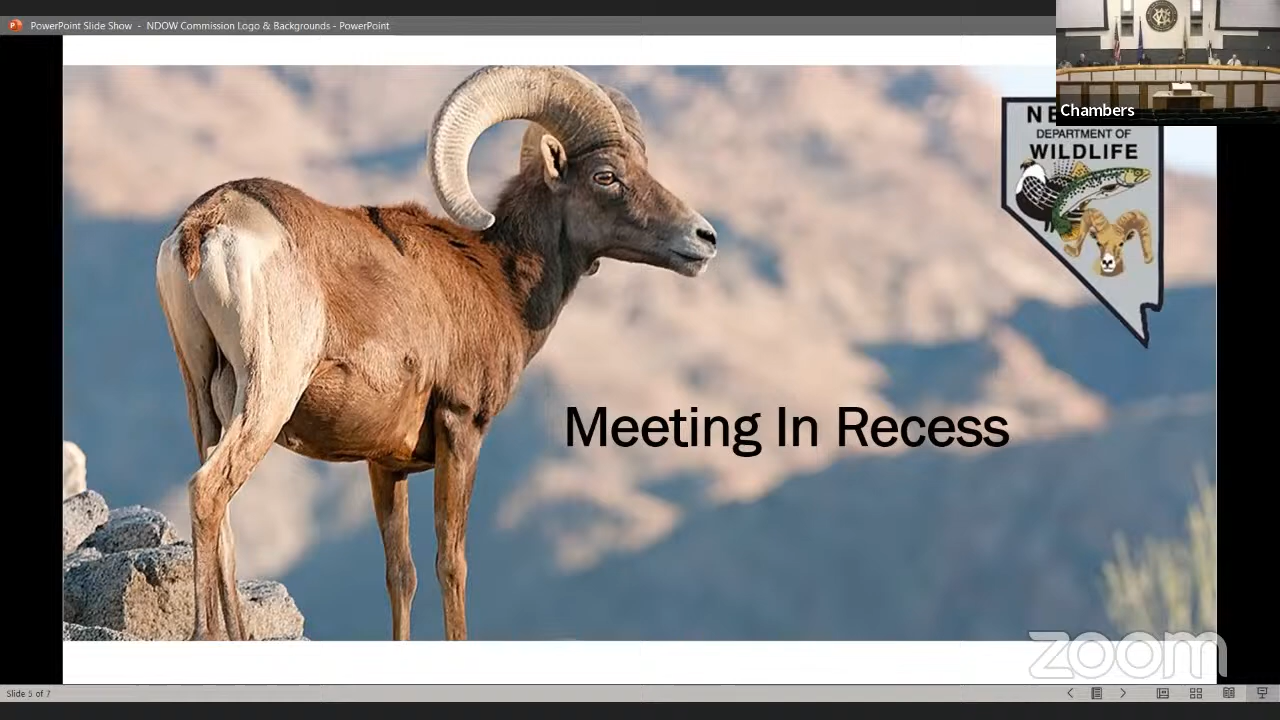 PowerPoint Slide Show - NDOW Commission Logo & Backgrounds - PowerPoint
Chambers
NE
DEPARTMENT OF
WILDLIFE
Meeting In Recess
zoom
Slide 5 of 7